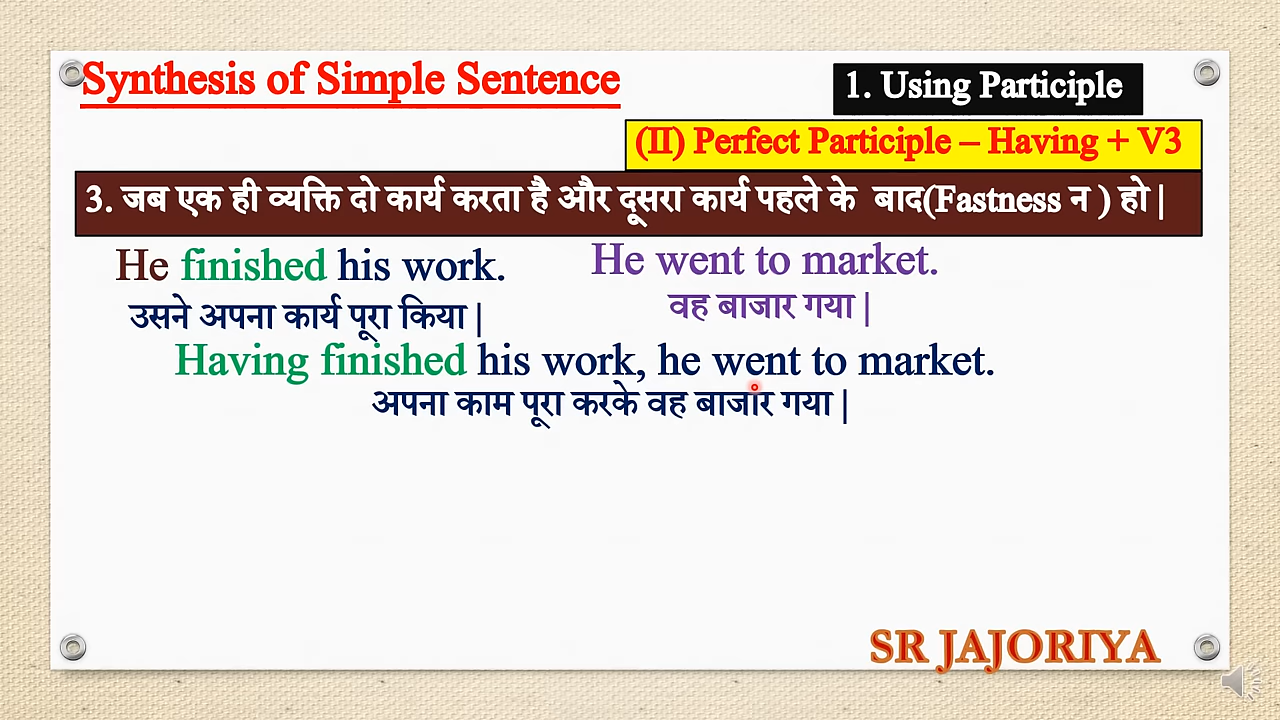 Synthesis of Simple Sentence
1. Using Participle
(II) Perfect Participle – Having + V3
3. जब एक ही व्यक्ति दो कार्य करता है और दूसरा कार्य पहले के बाद(Fastness न ) हो |
He finished his work.
He went to market.
उसने अपना कार्य पूरा किया |
वह बाजार गया |
Having finished his work, he went to market.
अपना काम पूरा करके वह बाजार गया |
SR JAJORIYA